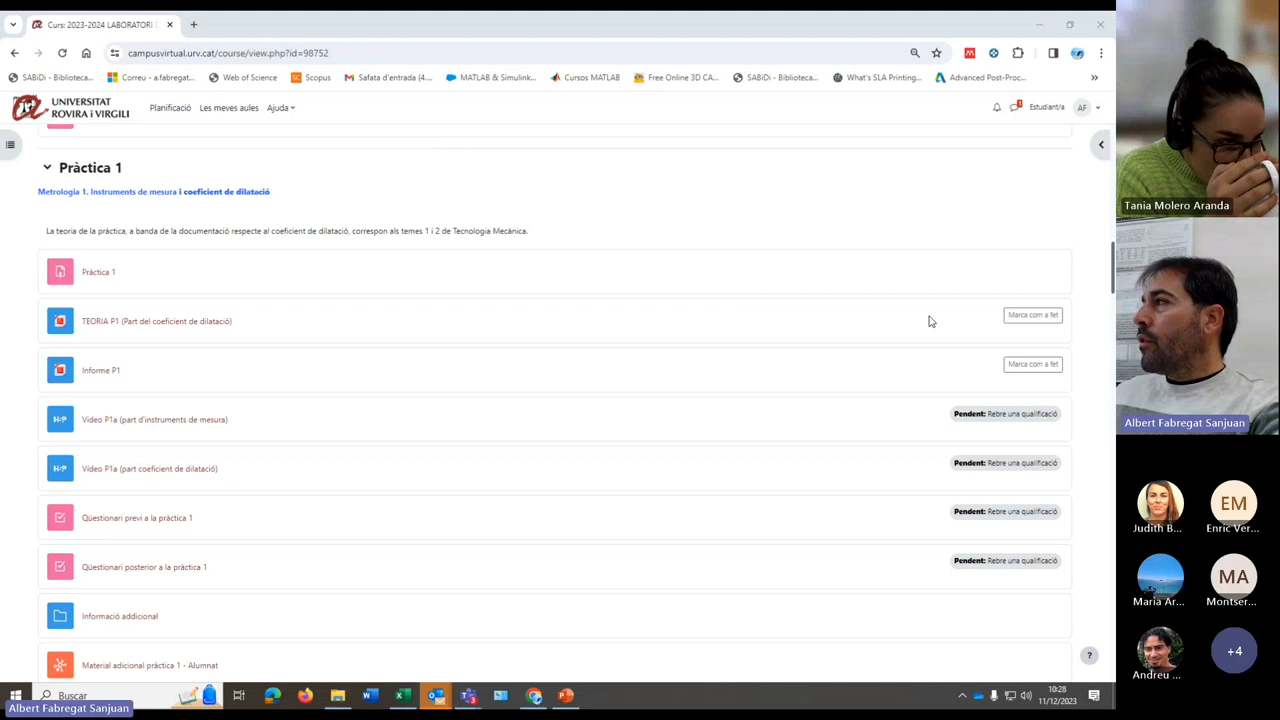 Curs: 2023-2024 LABORATORI
campusvirtual.urv.cat/course/view.php?id=98752
SABiDi - Biblioteca...
Correu - a.fabregat...
Web of Science
Scopus
Safata d'entrada (4...
MATLAB & Simulink...
Cursos MATLAB
Free Online 3D CA...
SABiDi - Biblioteca...
What's SLA Printing...
Advanced Post-Proc...
UNIVERSITAT
ROVIRA i VIRGILI
Planificació
Les meves aules
Ajuda
Estudiant/a
AF
Pràctica 1
Metrologia 1. Instruments de mesura i coeficient de dilatació
La teoria de la pràctica, a banda de la documentació respecte al coeficient de dilatació, correspon als temes 1 i 2 de Tecnologia Mecànica.
Pràctica 1
TEORIA P1 (Part del coeficient de dilatació)
Marca com a fet
Informe P1
Marca com a fet
Vídeo P1a (part d'instruments de mesura)
Pendent: Rebre una qualificació
Vídeo P1a (part coeficient de dilatació)
Pendent: Rebre una qualificació
Qüestionari previ a la pràctica 1
Pendent: Rebre una qualificació
Qüestionari posterior a la pràctica 1
Pendent: Rebre una qualificació
Informació addicional
Material adicional pràctica 1 - Alumnat
?
Buscar
10:28
11/12/2023
Albert Fabregat Sanjuan
Tania Molero Aranda
Albert Fabregat Sanjuan
Judith B...
EM
Enric Ver...
Maria Ar...
MA
Montser...
Andreu ...
+4